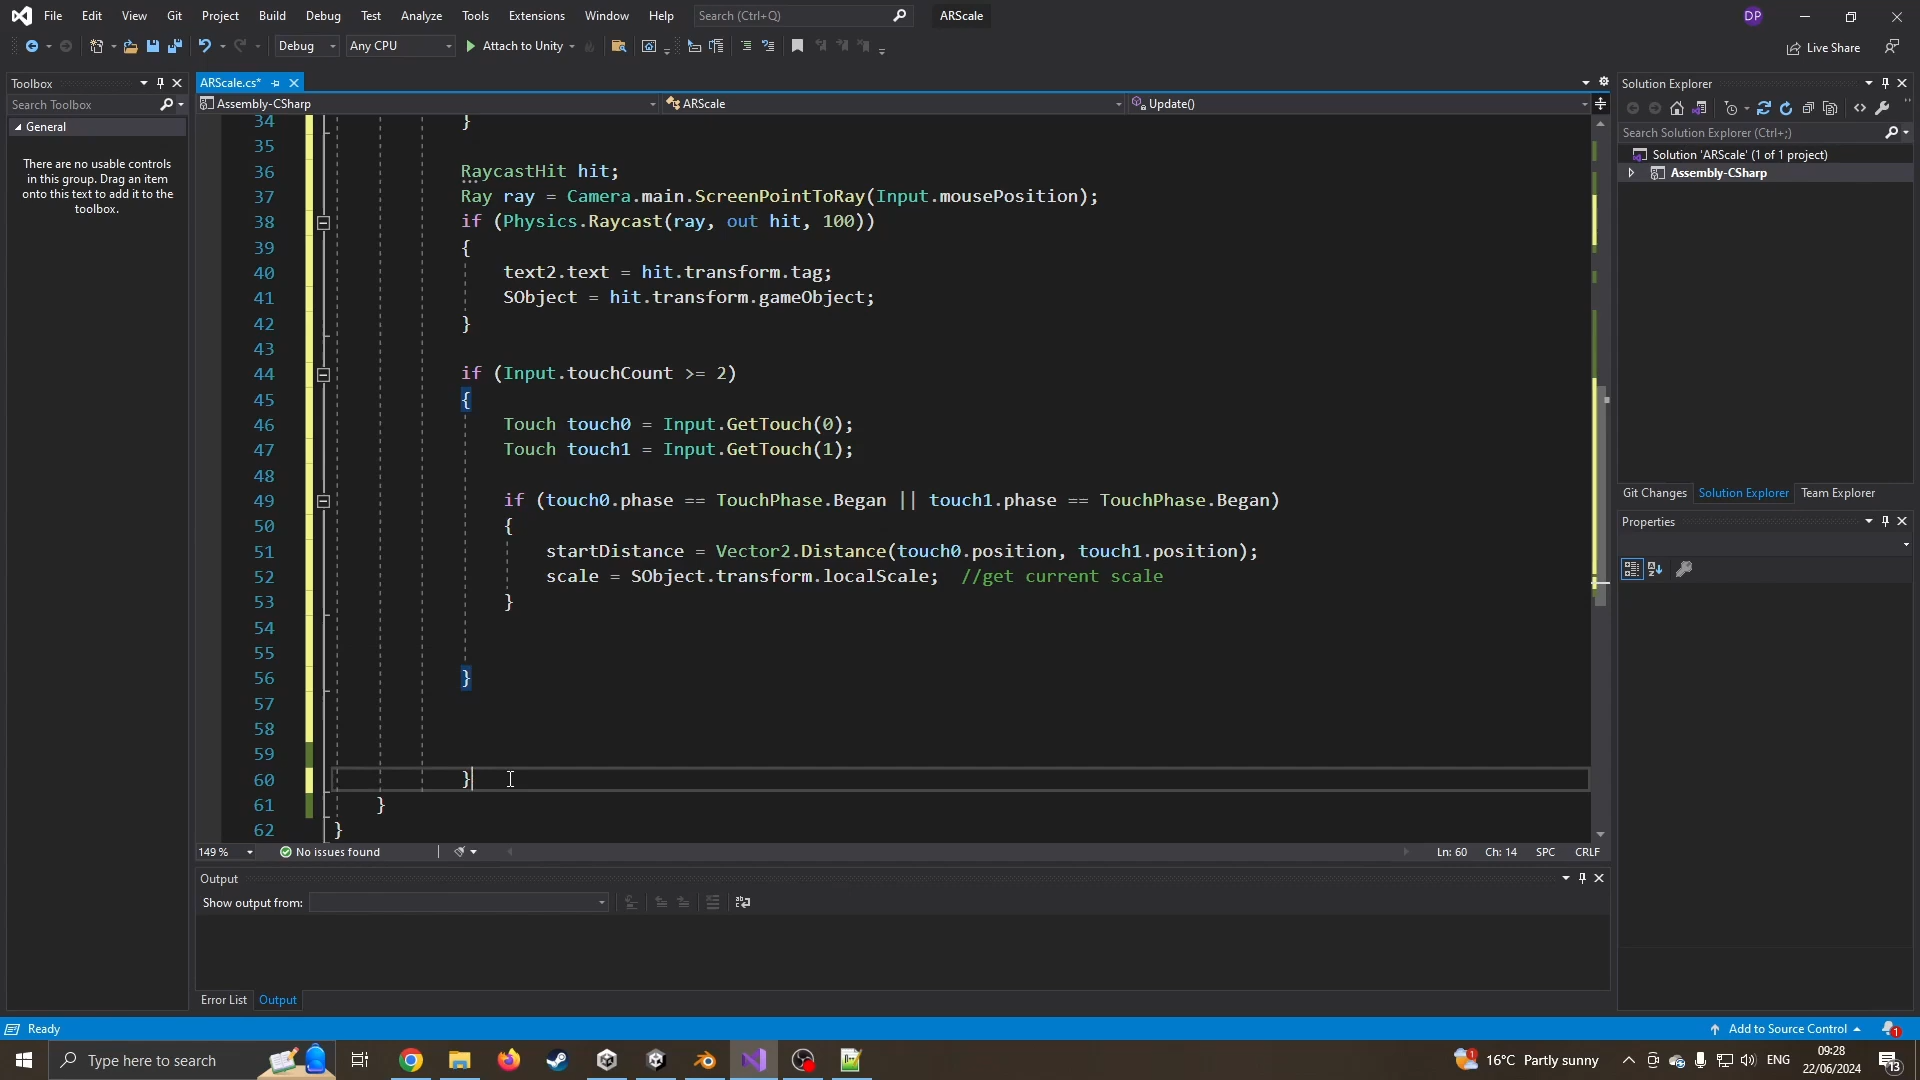 File Edit View Git Project Build Debug Test Analyze Tools Extensions Window Help Search (Ctrl+Q) ARScale DP
Debug Any CPU Attach to Unity Live Share
Toolbox
Search Toolbox
General
There are no usable controls
in this group. Drag an item
onto this text to add it to the
toolbox.
ARScale.cs*
Assembly-CSharp ARScale Update()
34 }
35
36 RaycastHit hit;
37 Ray ray = Camera.main.ScreenPointToRay(Input.mousePosition);
38 if (Physics.Raycast(ray, out hit, 100))
39 {
40 text2.text = hit.transform.tag;
41 SObject = hit.transform.gameObject;
42 }
43
44 if (Input.touchCount >= 2)
45 {
46 Touch touch0 = Input.GetTouch(0);
47 Touch touch1 = Input.GetTouch(1);
48
49 if (touch0.phase == TouchPhase.Began || touch1.phase == TouchPhase.Began)
50 {
51 startDistance = Vector2.Distance(touch0.position, touch1.position);
52 scale = SObject.transform.localScale; //get current scale
53 }
54
55
56 }
57
58
59
60 }
61 }
62 }
149 % No issues found Ln: 60 Ch: 14 SPC CRLF
Output
Show output from:
Error List Output
Solution Explorer
Search Solution Explorer (Ctrl+;)
Solution 'ARScale' (1 of 1 project)
Assembly-CSharp
Git Changes Solution Explorer Team Explorer
Properties
Ready Add to Source Control 1
Type here to search 1 16°C Partly sunny ENG 09:28
22/06/2024 13